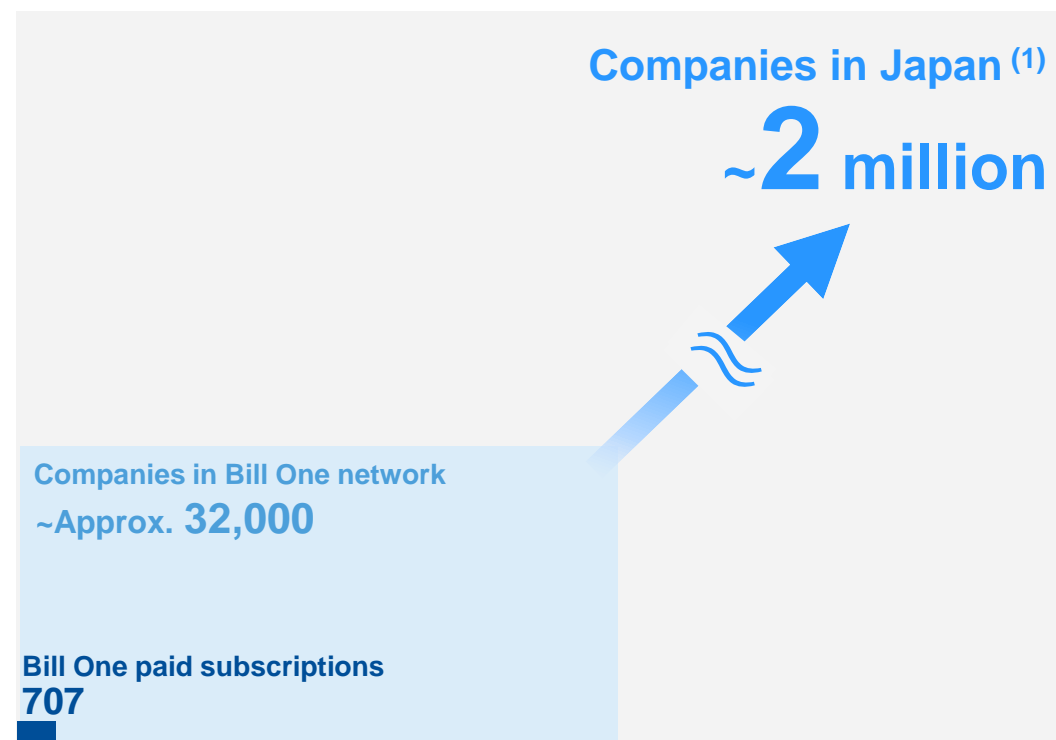 Companies in Japan (1)
~2 million
Companies in Bill One network
~Approx. 32,000
Bill One paid subscriptions
707